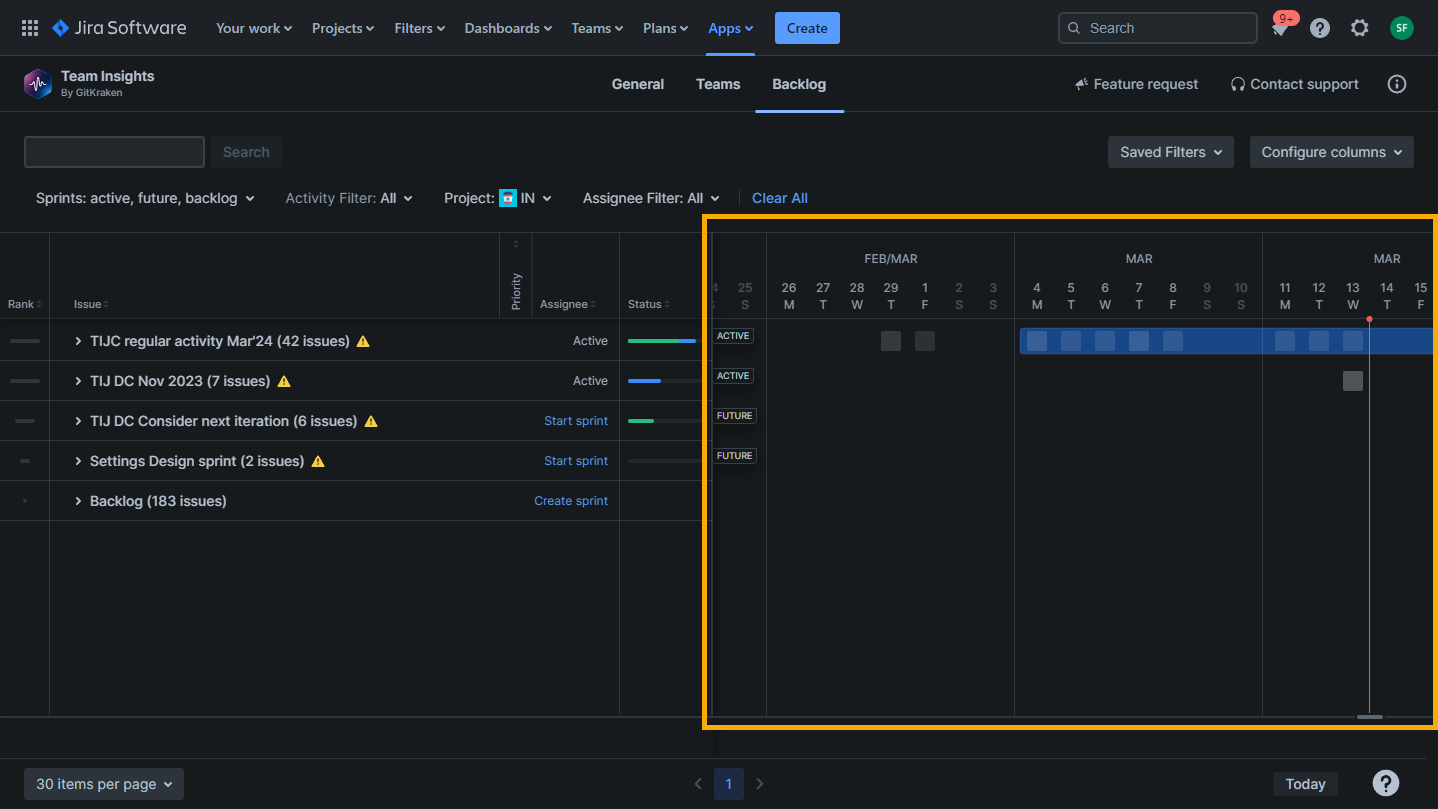 Jira Software Your work Projects Filters Dashboards Teams Plans Apps Create Search 9+ SF
Team Insights
By GitKraken
General Teams Backlog
Feature request Contact support
Search
Saved Filters Configure columns
Sprints: active, future, backlog Activity Filter: All Project: IN Assignee Filter: All Clear All
FEB/MAR MAR MAR
4 25 26 27 28 29 1 2 3 4 5 6 7 8 9 10 11 12 13 14 15
S S M T W T F S S M T W T F S S M T W T F
Rank Issue Priority Assignee Status
TIJC regular activity Mar'24 (42 issues) Active ACTIVE
TIJ DC Nov 2023 (7 issues) Active ACTIVE
TIJ DC Consider next iteration (6 issues) Start sprint FUTURE
Settings Design sprint (2 issues) Start sprint FUTURE
Backlog (183 issues) Create sprint
30 items per page 1 Today